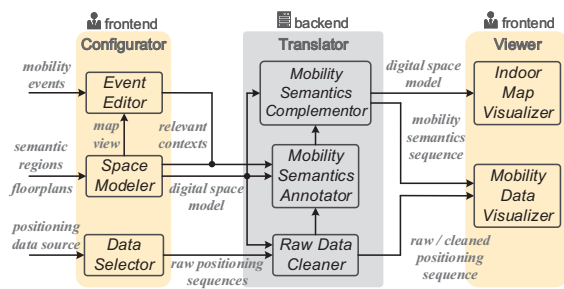 frontend
backend
frontend
Configurator
Translator
Viewer
mobility
events
Event
Editor
Mobility
Semantics
Complementor
digital space
model
Indoor
Map
Visualizer
map
view
relevant
contexts
mobility
semantics
sequence
semantic
regions
floorplans
Space
Modeler
digital space
model
Mobility
Semantics
Annotator
Mobility
Data
Visualizer
positioning
data source
Data
Selector
raw positioning
sequences
Raw Data
Cleaner
raw / cleaned
positioning
sequence